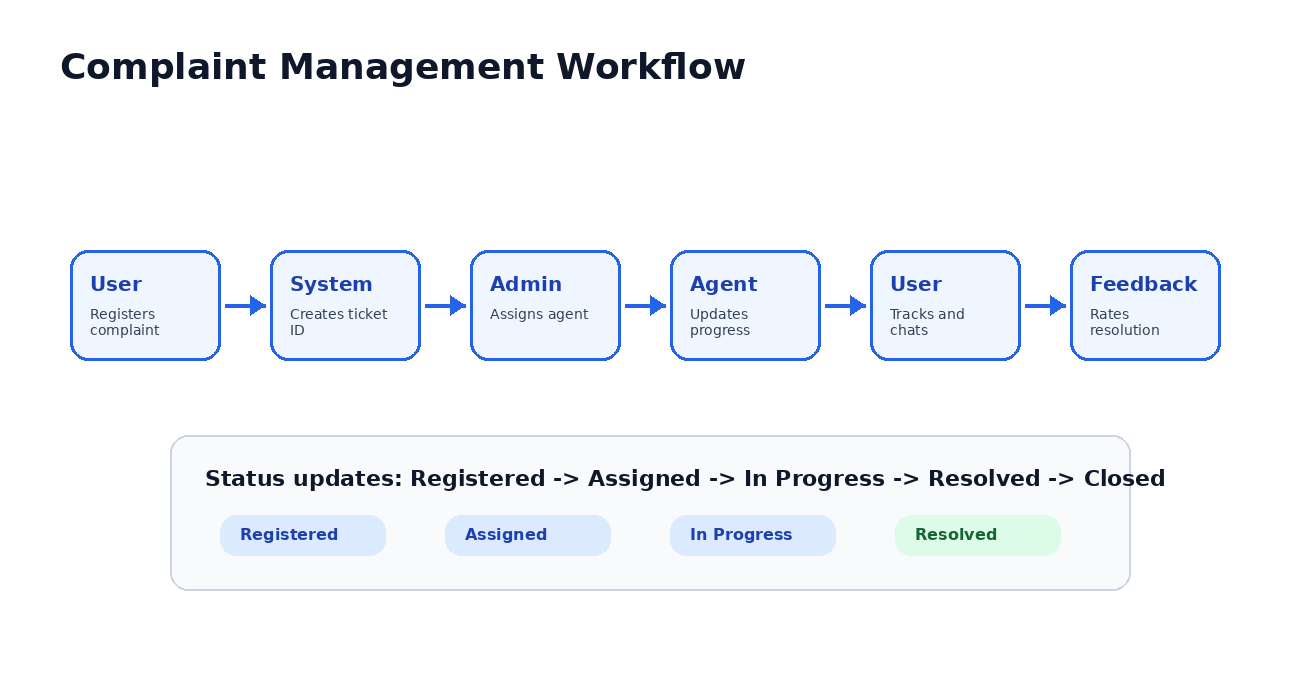 Complaint Management Workflow
User
Registers
complaint
System
Creates ticket
ID
Admin
Assigns agent
Agent
Updates
progress
User
Tracks and
chats
Feedback
Rates
resolution
Status updates: Registered -> Assigned -> In Progress -> Resolved -> Closed
Registered
Assigned
In Progress
Resolved